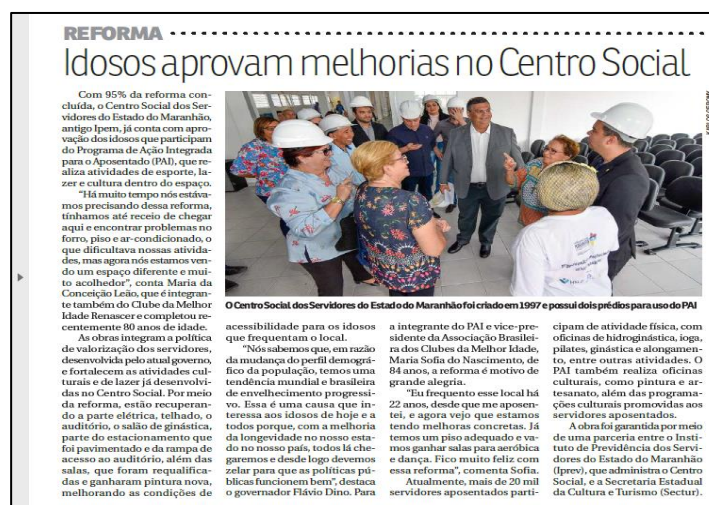 REFORMA
Idosos aprovam melhorias no Centro Social
Com 95% da reforma con-
cluída, o Centro Social dos Ser-
vidores do Estado do Maranhão,
antigo Ipem, já conta com apro-
vação dos idosos que participam
do Programa de Ação Integrada
para o Aposentado (PAI), que re-
aliza atividades de esporte, la-
zer e cultura dentro do espaço.
"Há muito tempo nós estáva-
mos precisando dessa reforma,
tínhamos até receio de chegar
aqui e encontrar problemas no
forro, piso e ar-condicionado, o
que dificultava nossas ativida-
des, mas agora nós estamos ven-
do um espaço diferente e mui-
to acolhedor", conta Maria da
Conceição Leão, que é integran-
te também do Clube da Melhor
Idade Renascer e completou re-
centemente 80 anos de idade.
As obras integram a política
de valorização dos servidores,
desenvolvida pelo atual governo,
e fortalecem as atividades cul-
turais e de lazer já desenvolvi-
das no Centro Social. Por meio
da reforma, estão recuperan-
do a parte elétrica, telhado, o
auditório, o salão de ginástica,
parte do estacionamento que
foi pavimentado e da rampa de
acesso ao auditório, além das
salas, que foram requalifica-
das e ganharam pintura nova,
melhorando as condições de
O Centro Social dos Servidores do Estado do Maranhão foi criado em 1997 e possui dois prédios para uso do PAI
acessibilidade para os idosos
que frequentam o local.
"Nós sabemos que, em razão
da mudança do perfil demográfi-
co da população, temos uma
tendência mundial e brasileira
de envelhecimento progressi-
vo. Essa é uma causa que in-
teressa aos idosos de hoje e a
todos porque, com a melhoria
da longevidade no nosso esta-
do e no nosso país, todos lá che-
garemos e desde logo devemos
zelar para que as políticas pú-
blicas funcionem bem", destaca
o governador Flávio Dino. Para
a integrante do PAI e vice-pre-
sidente da Associação Brasilei-
ra dos Clubes da Melhor Idade,
Maria Sofia do Nascimento, de
84 anos, a reforma é motivo de
grande alegria.
"Eu frequento esse local há
22 anos, desde que me aposen-
tei, e agora vejo que estamos
tendo melhoras concretas. Já
temos um piso adequado e va-
mos ganhar salas para aeróbica
e dança. Fico muito feliz com
essa reforma", comenta Sofia.
Atualmente, mais de 20 mil
servidores aposentados parti-
cipam de atividade física, com
oficinas de hidroginástica, ioga,
pilates, ginástica e alongamen-
to, entre outras atividades. O
PAI também realiza oficinas
culturais, como pintura e ar-
tesanato, além das programa-
ções culturais promovidas aos
servidores aposentados.
A obra foi garantida por meio
de uma parceria entre o Insti-
tuto de Previdência dos Servi-
dores do Estado do Maranhão
(Iprev), que administra o Centro
Social, e a Secretaria Estadual
da Cultura e Turismo (Sectur).